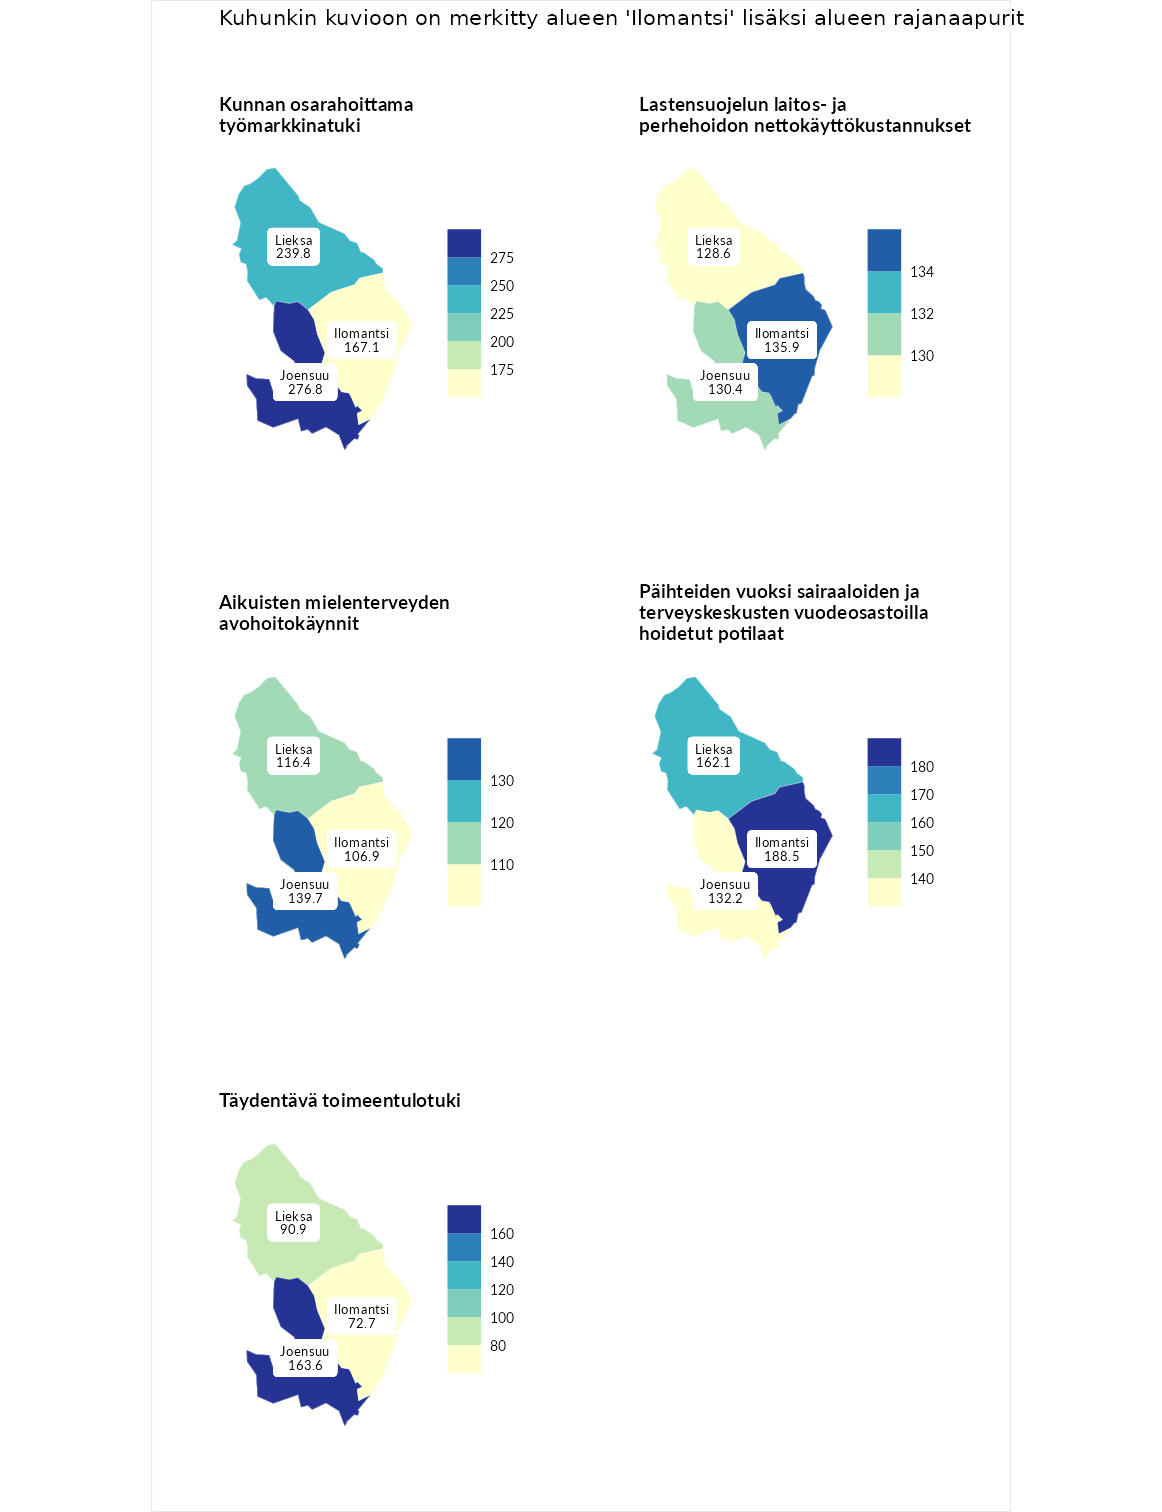 Kuhunkin kuvioon on merkitty alueen 'Ilomantsi' lisäksi alueen rajanaapurit
Kunnan osarahoittama
työmarkkinatuki
Lieksa
239.8
Ilomantsi
167.1
Joensuu
276.8
275
250
225
200
175
Lastensuojelun laitos- ja
perhehoidon nettokäyttökustannukset
Lieksa
128.6
Ilomantsi
135.9
Joensuu
130.4
134
132
130
Aikuisten mielenterveyden
avohoitokäynnit
Lieksa
116.4
Ilomantsi
106.9
Joensuu
139.7
130
120
110
Päihteiden vuoksi sairaaloiden ja
terveyskeskusten vuodeosastoilla
hoidetut potilaat
Lieksa
162.1
Ilomantsi
188.5
Joensuu
132.2
180
170
160
150
140
Täydentävä toimeentulotuki
Lieksa
90.9
Ilomantsi
72.7
Joensuu
163.6
160
140
120
100
80